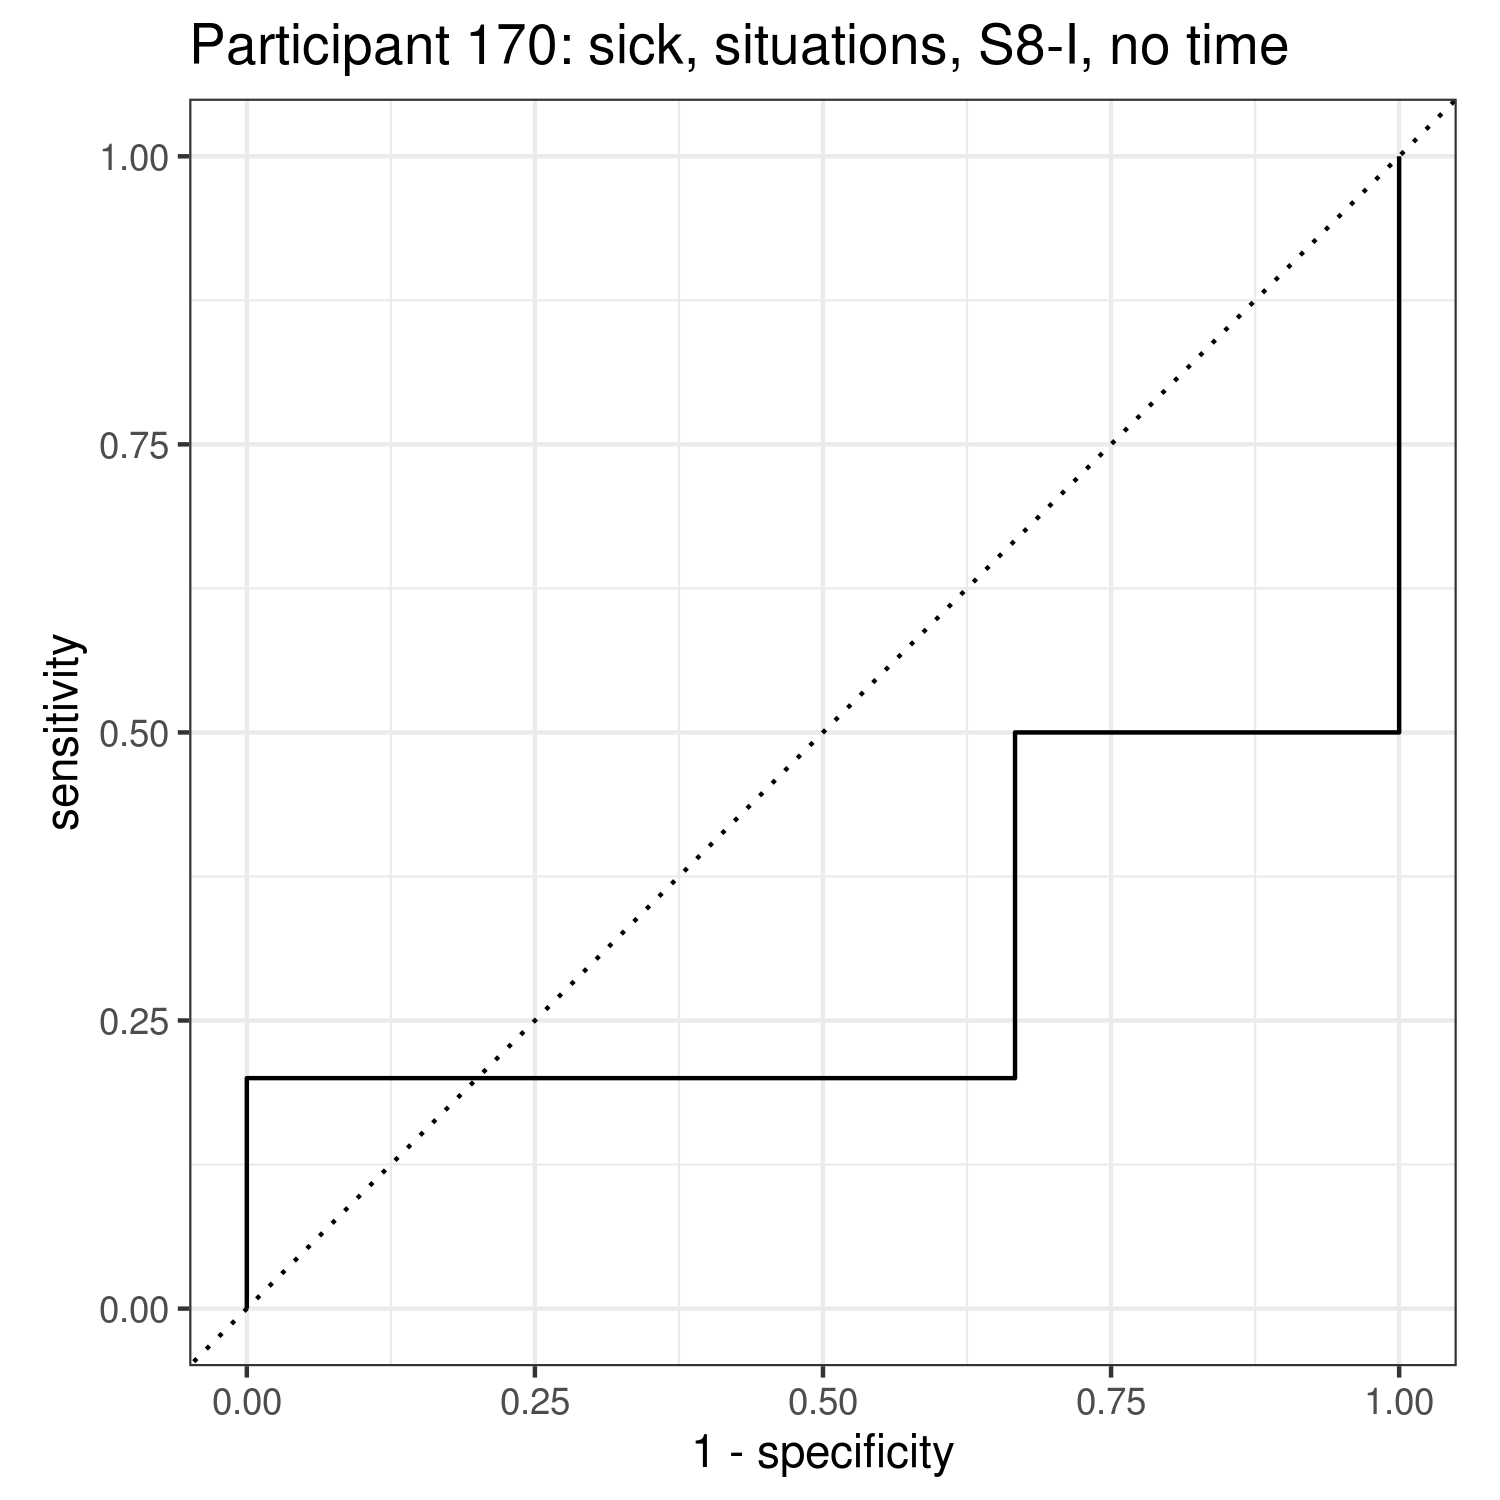 Participant 170: sick, situations, S8-I, no time
1.00
0.75
0.50
0.25
0.00
sensitivity
0.00 0.25 0.50 0.75 1.00
1 - specificity